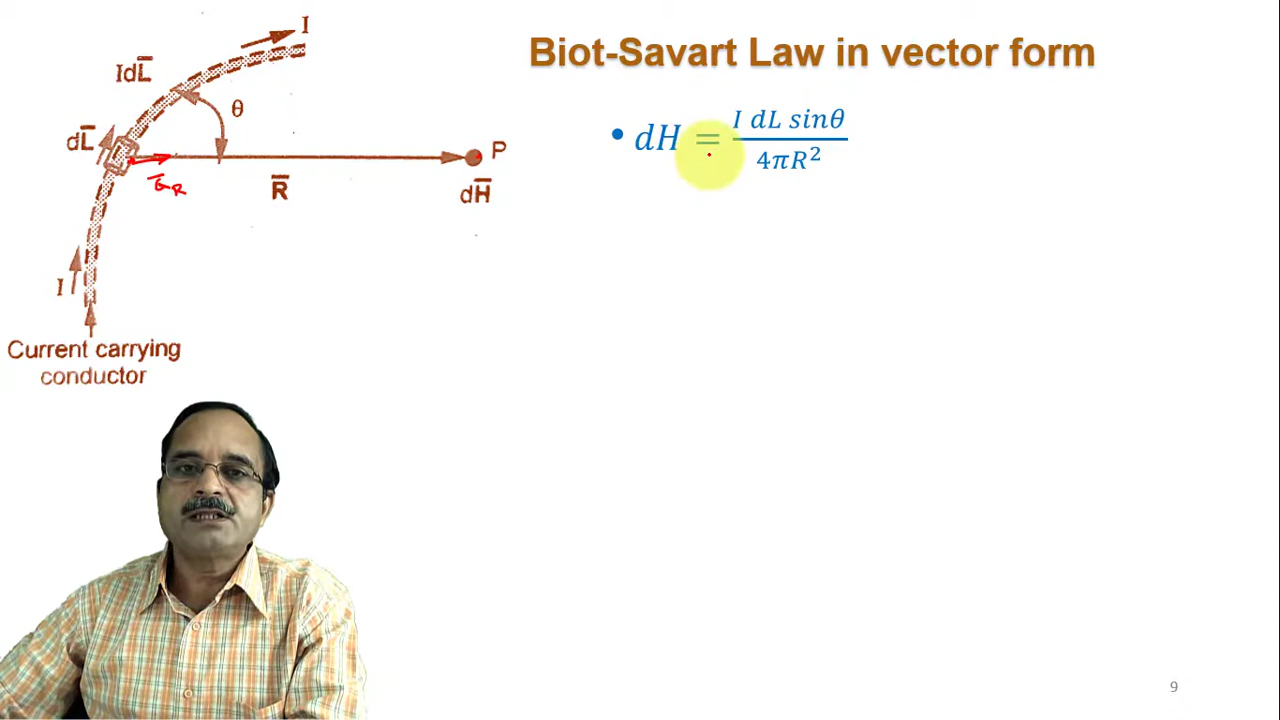 Biot-Savart Law in vector form
• dH = I dL sinθ / 4πR²
I
IdL̅
θ
dL̅
P
a̅R
R̅
dH̅
I
Current carrying
conductor
9